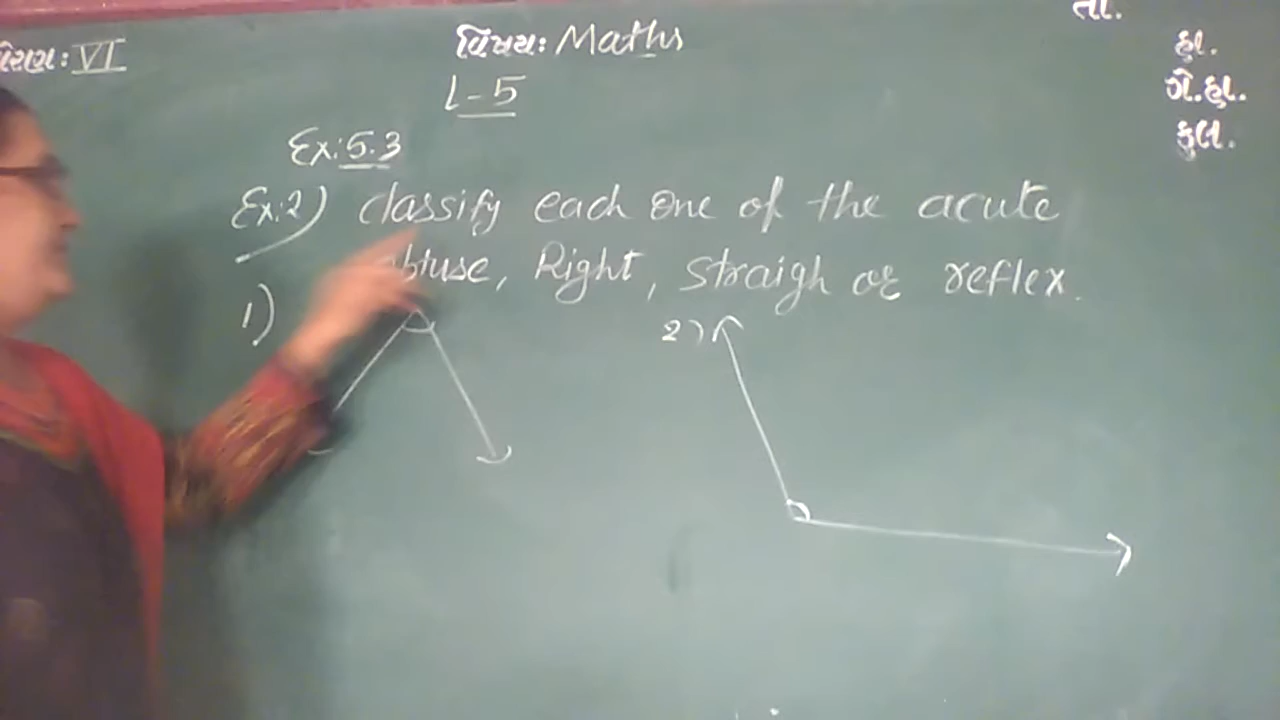 તા.
VI
વિષય: Maths
હા.
L-5
ગે.હા.
કુલ.
Ex: 5.3
Ex:2) classify each one of the acute
obtuse, Right, straigh or reflex.
1)
2)